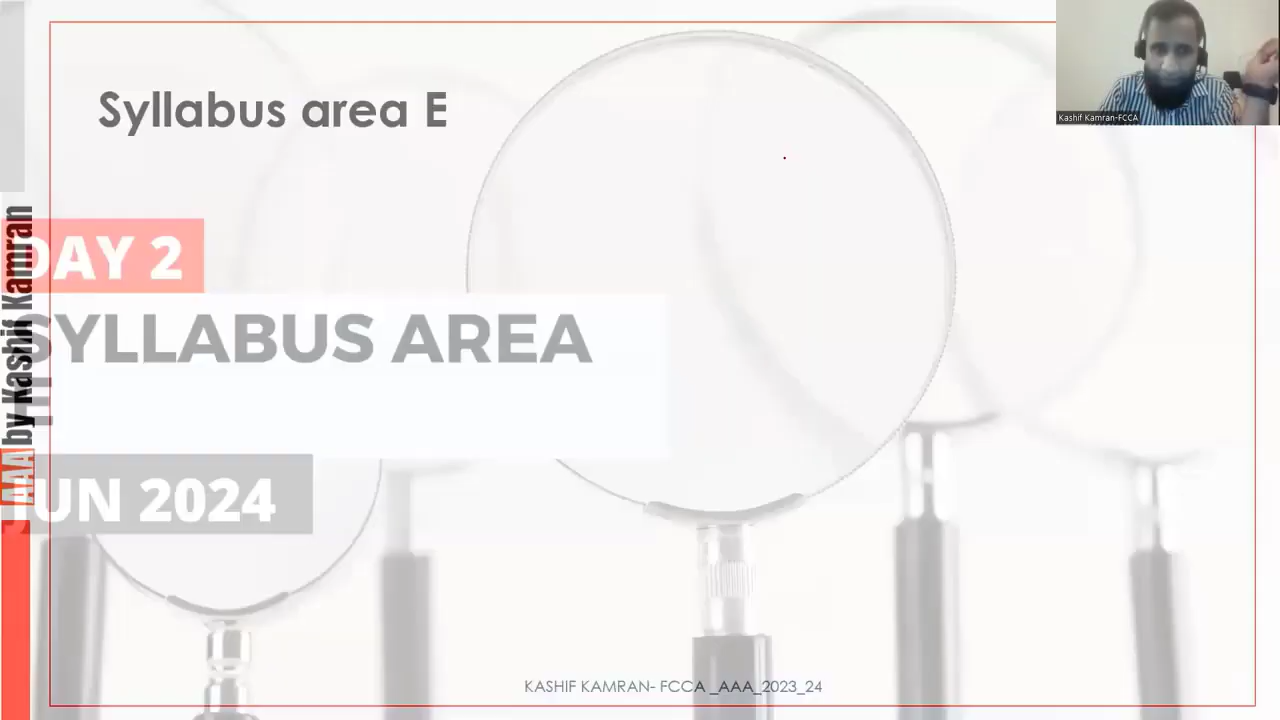 Syllabus area E
DAY 2
SYLLABUS AREA
JUN 2024
AAA by Kashif Kamran
Kashif Kamran-FCCA
KASHIF KAMRAN- FCCA _AAA_2023_24